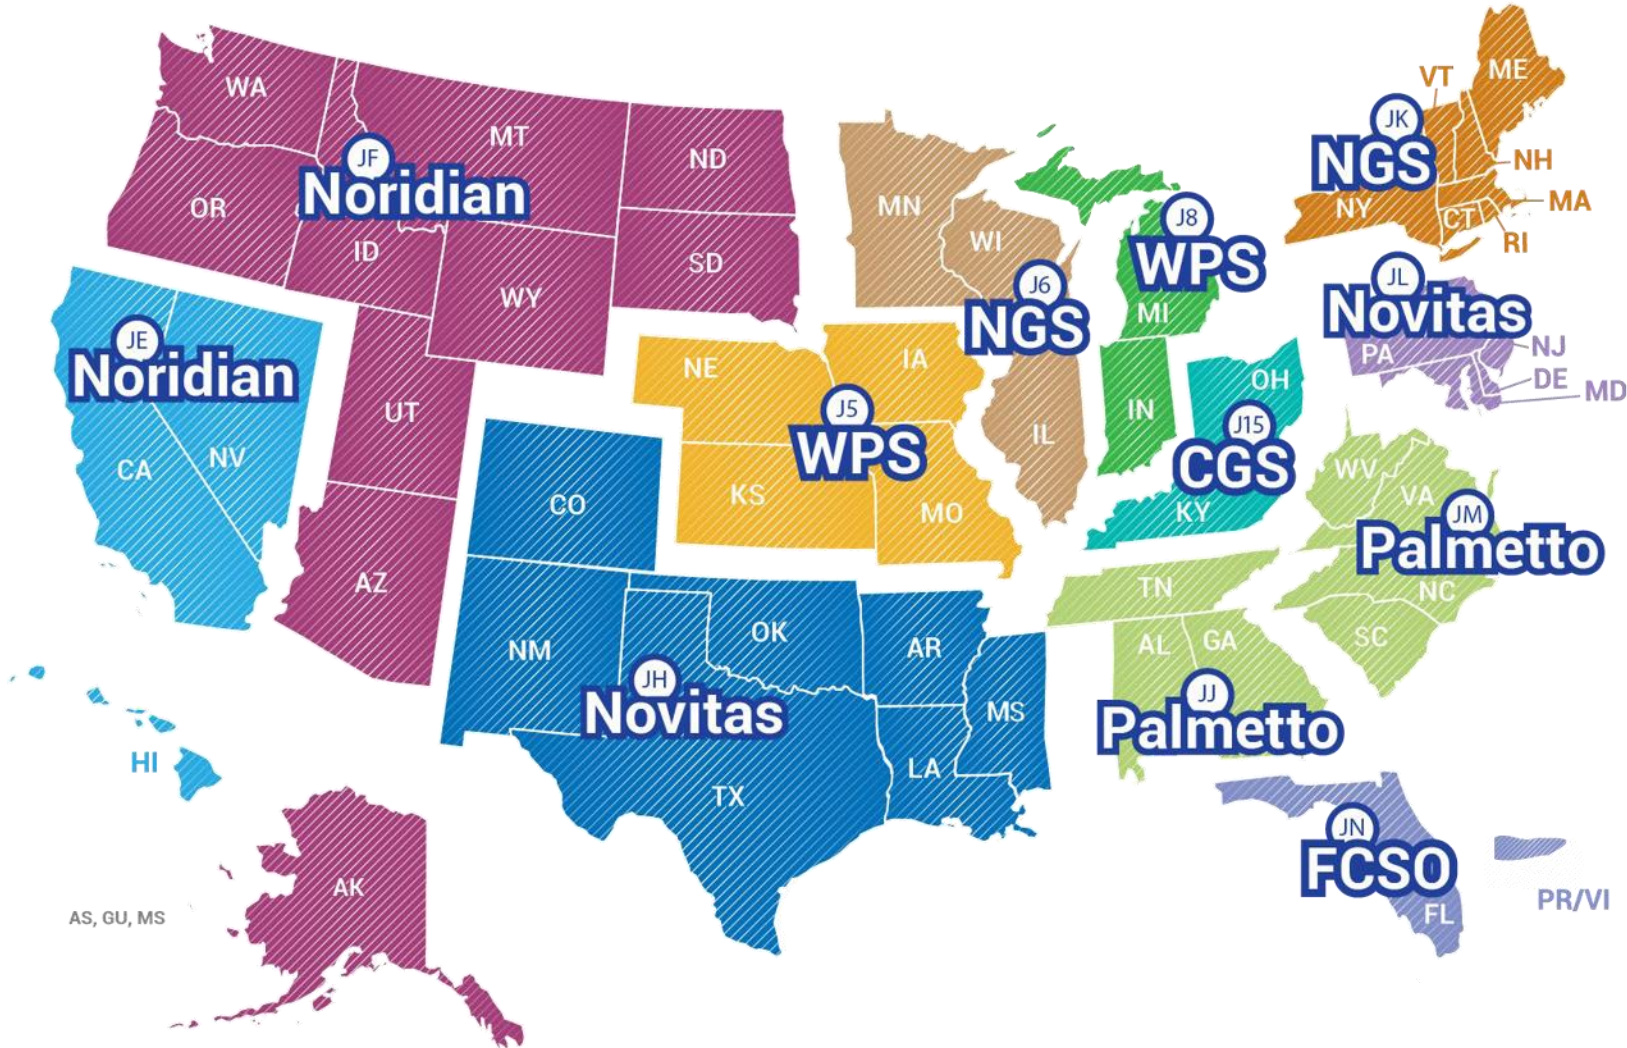 WA
MT
ND
JF
Noridian
OR
ID
SD
WY
UT
AZ
AK
JE
Noridian
CA
NV
HI
AS, GU, MS
MN
WI
J6
NGS
IL
J8
WPS
MI
IN
NE
IA
J5
WPS
KS
MO
OH
J15
CGS
KY
CO
NM
OK
AR
JH
Novitas
MS
LA
TX
VT
ME
JK
NGS
NH
MA
NY
CT
RI
JL
Novitas
PA
NJ
DE
MD
WV
VA
JM
Palmetto
NC
SC
TN
AL
GA
JJ
Palmetto
JN
FCSO
FL
PR/VI